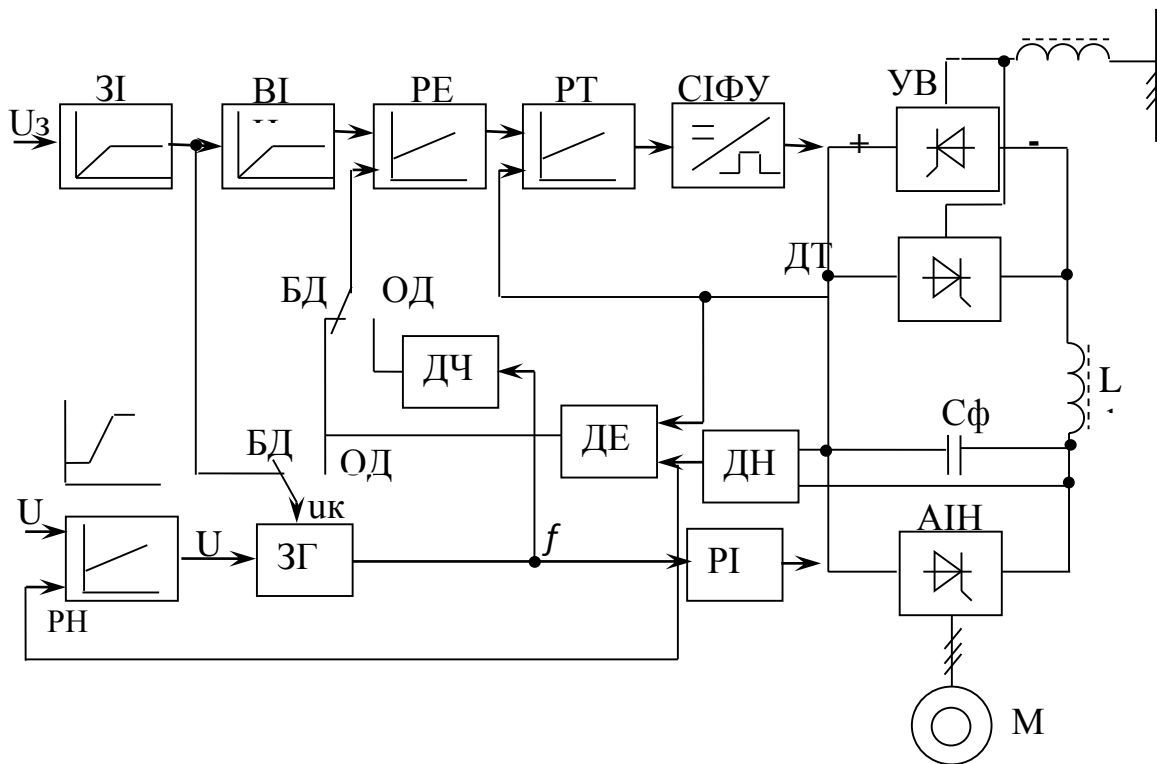 ЗІ
ВІ
РЕ
РТ
СІФУ
УВ
Uз
+
-
ДТ
БД
ОД
ДЧ
L
Сф
ДЕ
ДН
БД
ОД
АІН
U
uк
U
ЗГ
f
РІ
РН
М